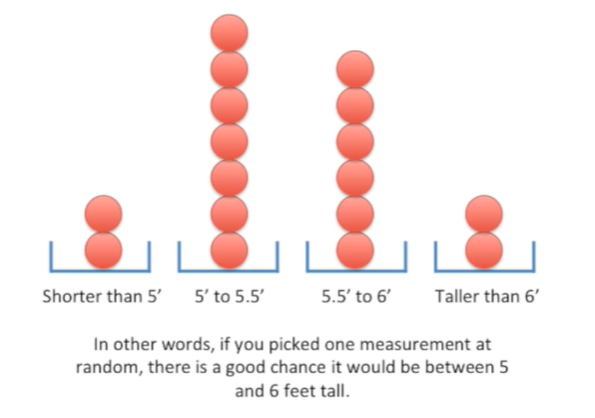 Shorter than 5′
5′ to 5.5′
5.5′ to 6′
Taller than 6′
In other words, if you picked one measurement at
random, there is a good chance it would be between 5
and 6 feet tall.